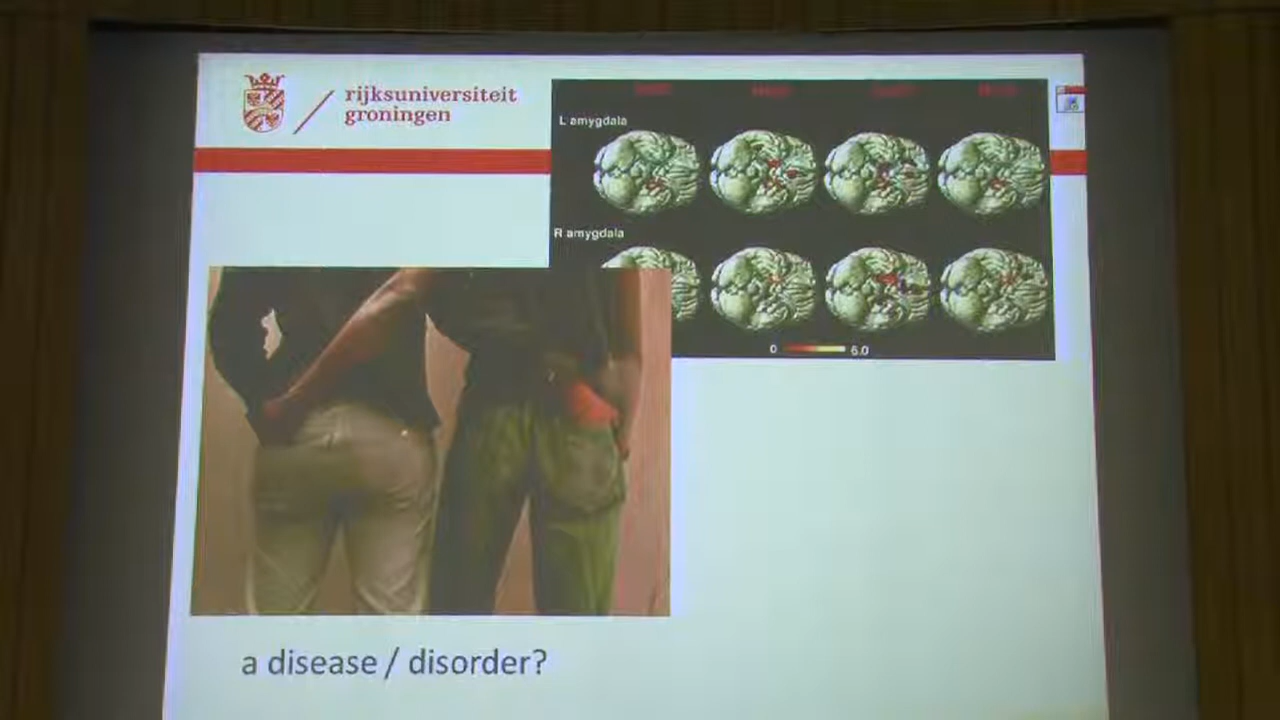 rijksuniversiteit
groningen
L amygdala
R amygdala
0 6.0
a disease / disorder?